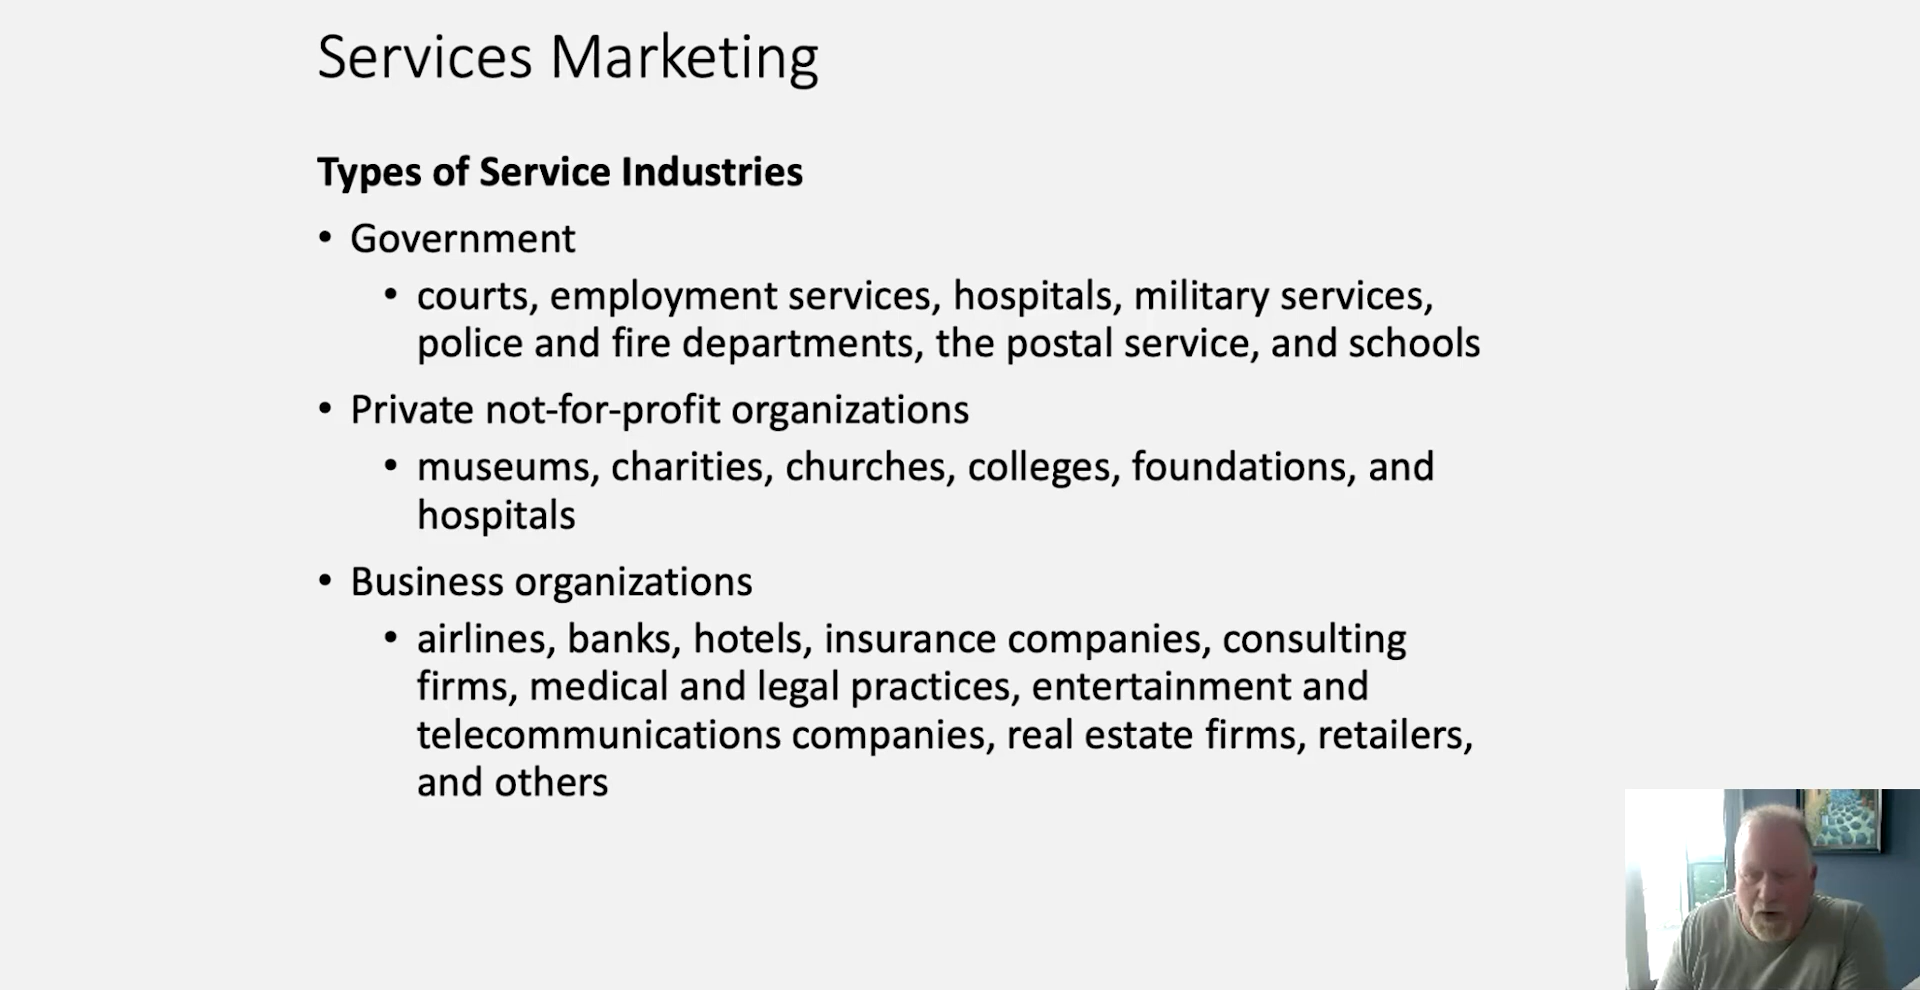 Services Marketing
Types of Service Industries
• Government
• courts, employment services, hospitals, military services,
police and fire departments, the postal service, and schools
• Private not-for-profit organizations
• museums, charities, churches, colleges, foundations, and
hospitals
• Business organizations
• airlines, banks, hotels, insurance companies, consulting
firms, medical and legal practices, entertainment and
telecommunications companies, real estate firms, retailers,
and others